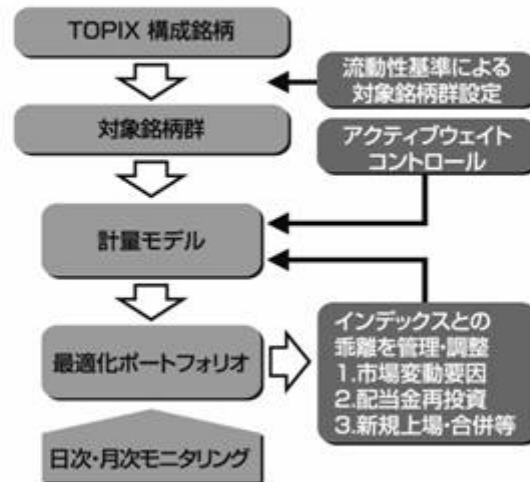 TOPIX 構成銘柄
流動性基準による
対象銘柄群設定
対象銘柄群
アクティブウェイト
コントロール
計量モデル
最適化ポートフォリオ
インデックスとの
乖離を管理・調整
1.市場変動要因
2.配当金再投資
3.新規上場・合併等
日次・月次モニタリング